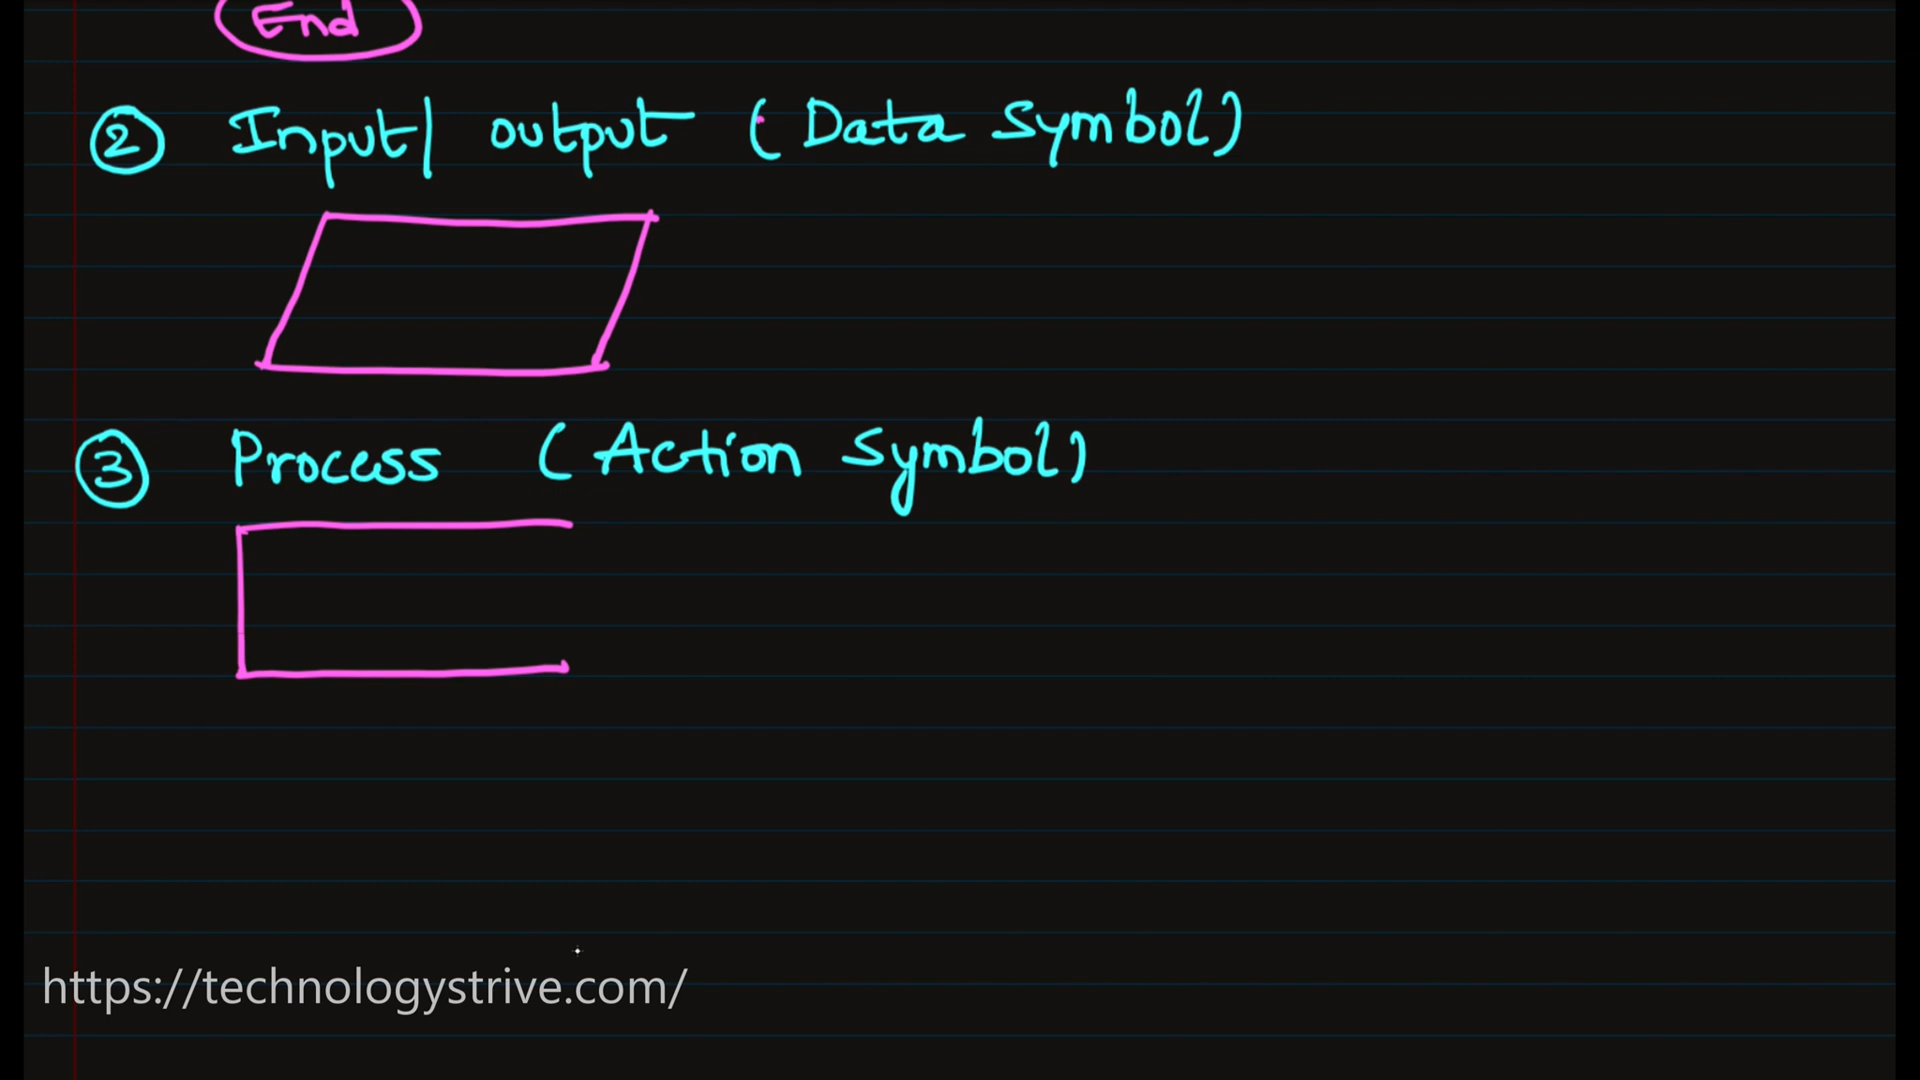 End
② Input| output (Data Symbol)
③ Process (Action Symbol)
https://technologystrive.com/